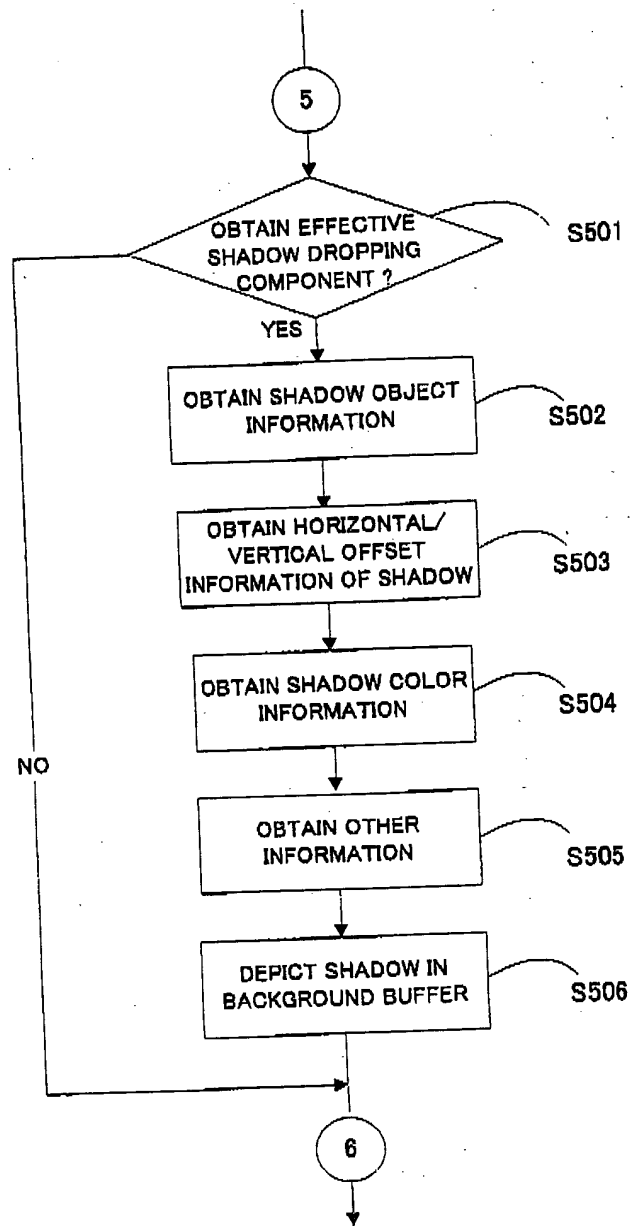 5
OBTAIN EFFECTIVE
SHADOW DROPPING
COMPONENT ?
S501
YES
OBTAIN SHADOW OBJECT
INFORMATION
S502
OBTAIN HORIZONTAL/
VERTICAL OFFSET
INFORMATION OF SHADOW
S503
OBTAIN SHADOW COLOR
INFORMATION
S504
NO
OBTAIN OTHER
INFORMATION
S505
DEPICT SHADOW IN
BACKGROUND BUFFER
S506
6